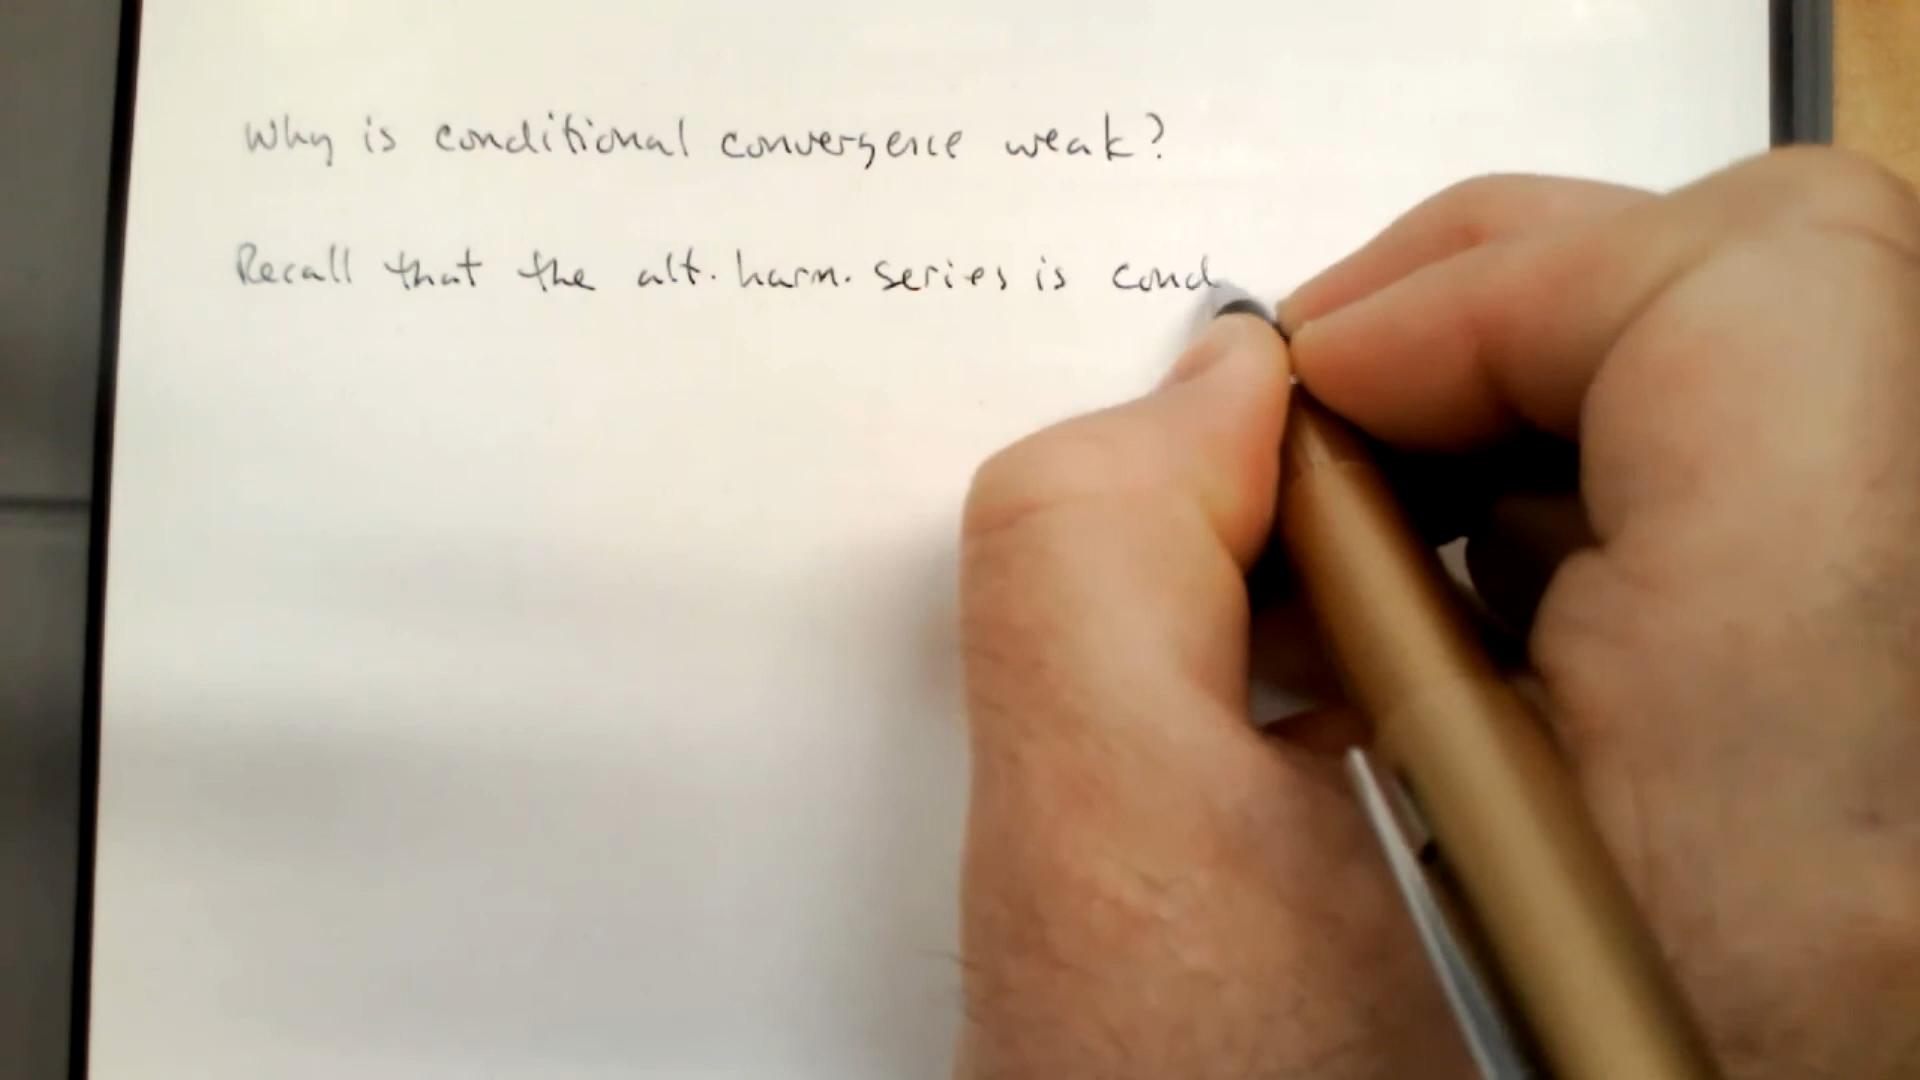 Why is conditional convergence weak?
Recall that the alt. harm. series is cond